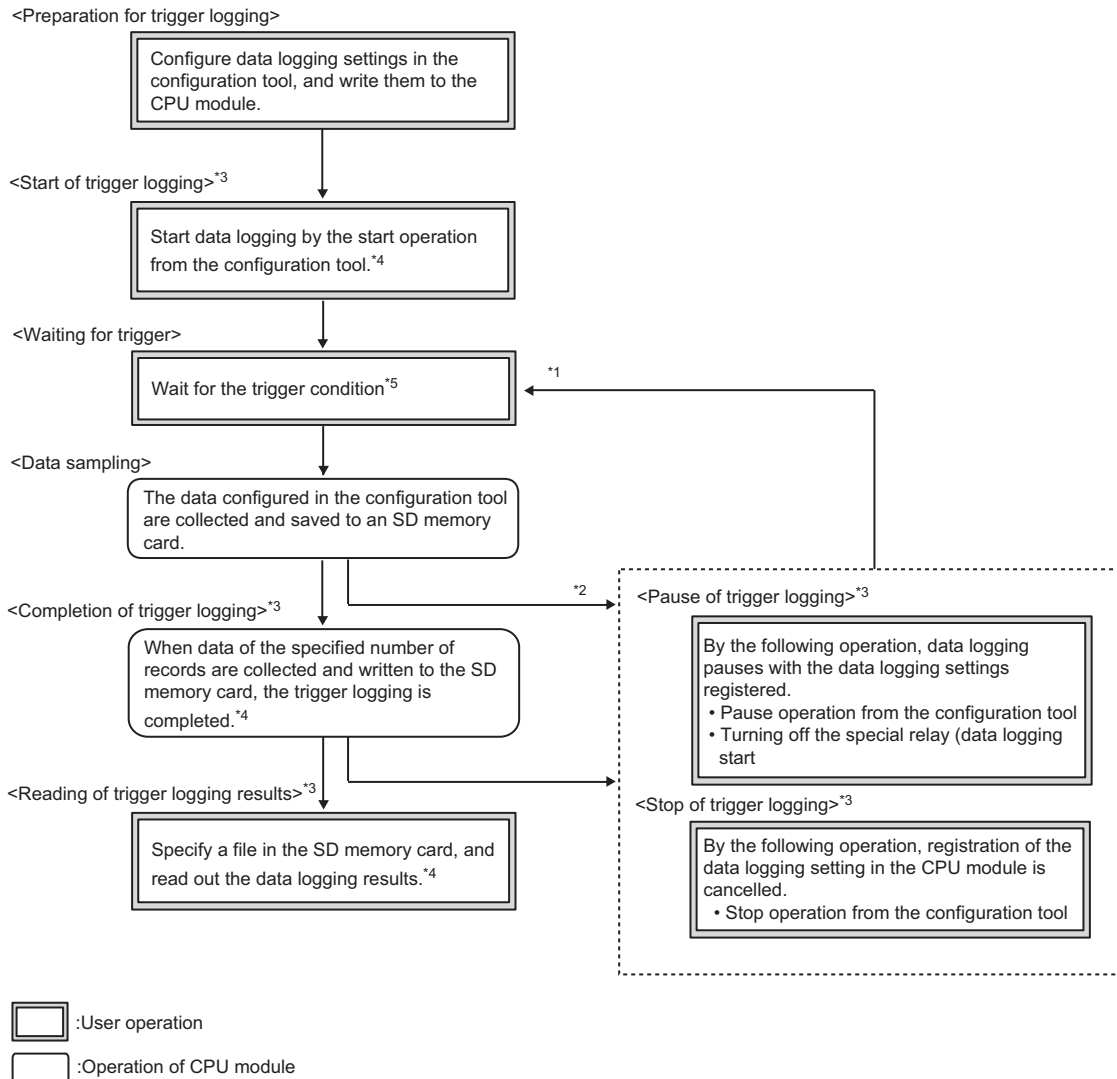 <Preparation for trigger logging>
Configure data logging settings in the
configuration tool, and write them to the
CPU module.
<Start of trigger logging>*3
Start data logging by the start operation
from the configuration tool.*4
<Waiting for trigger>
Wait for the trigger condition*5
*1
<Data sampling>
The data configured in the configuration tool
are collected and saved to an SD memory
card.
*2
<Completion of trigger logging>*3
When data of the specified number of
records are collected and written to the SD
memory card, the trigger logging is
completed.*4
<Reading of trigger logging results>*3
Specify a file in the SD memory card, and
read out the data logging results.*4
<Pause of trigger logging>*3
By the following operation, data logging
pauses with the data logging settings
registered.
• Pause operation from the configuration tool
• Turning off the special relay (data logging
start
<Stop of trigger logging>*3
By the following operation, registration of the
data logging setting in the CPU module is
cancelled.
• Stop operation from the configuration tool
:User operation
:Operation of CPU module